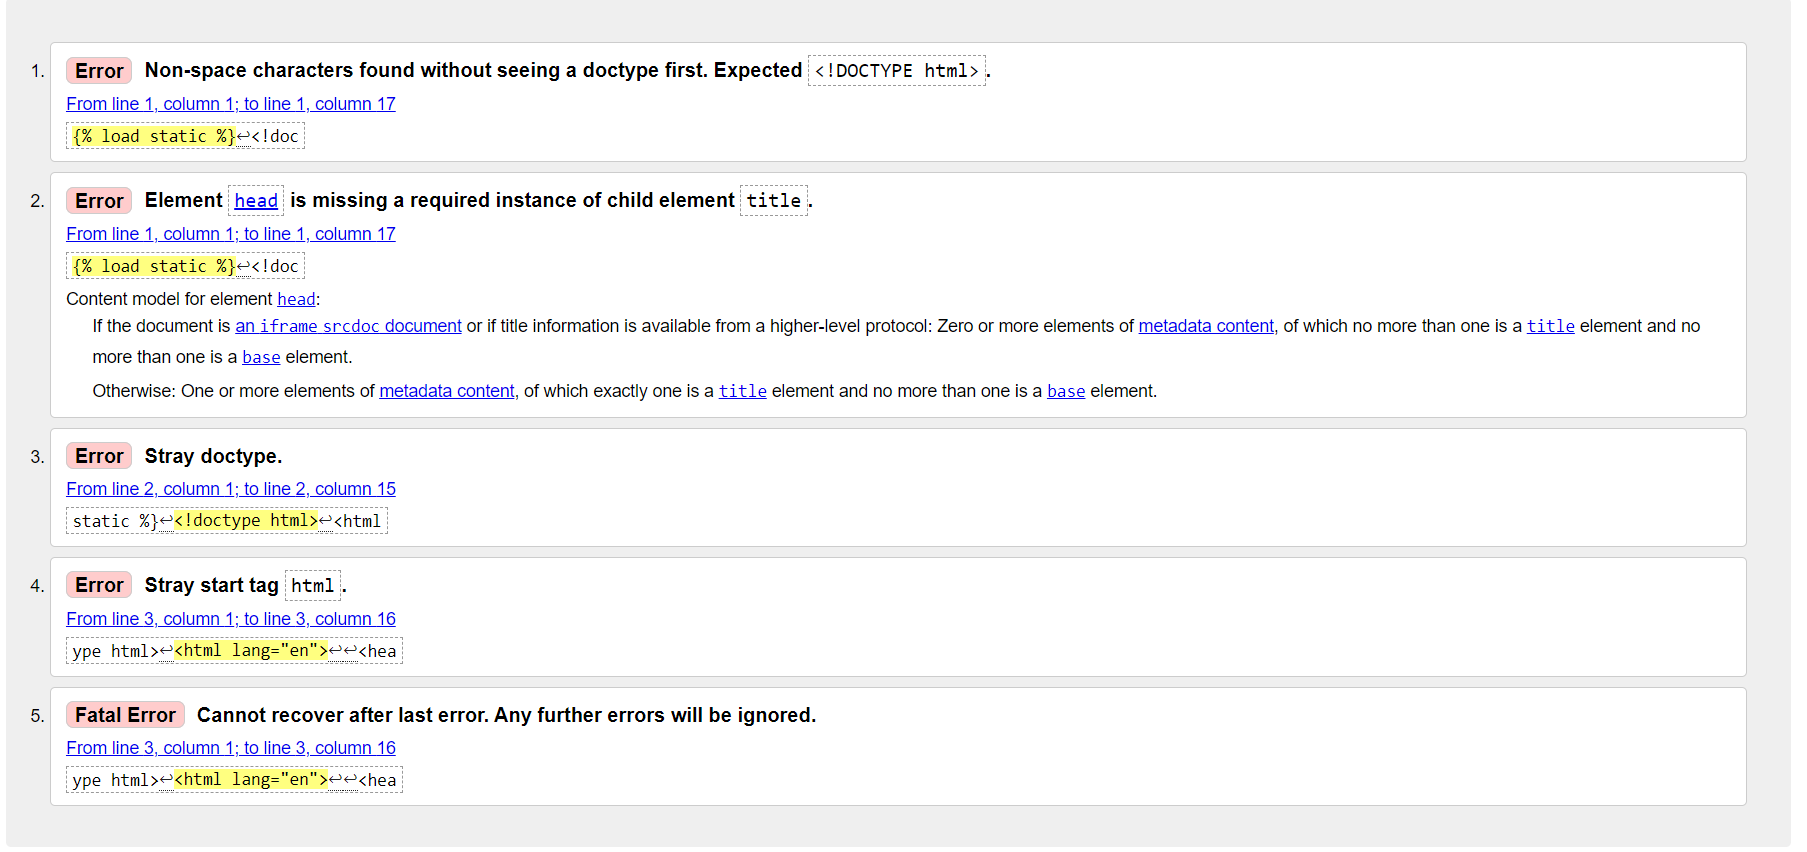 1. Error Non-space characters found without seeing a doctype first. Expected <!DOCTYPE html>.
From line 1, column 1; to line 1, column 17
{% load static %}↩<!doc
2. Error Element head is missing a required instance of child element title.
From line 1, column 1; to line 1, column 17
{% load static %}↩<!doc
Content model for element head:
If the document is an iframe srcdoc document or if title information is available from a higher-level protocol: Zero or more elements of metadata content, of which no more than one is a title element and no
more than one is a base element.
Otherwise: One or more elements of metadata content, of which exactly one is a title element and no more than one is a base element.
3. Error Stray doctype.
From line 2, column 1; to line 2, column 15
static %}↩<!doctype html>↩<html
4. Error Stray start tag html.
From line 3, column 1; to line 3, column 16
ype html>↩<html lang="en">↩↩<hea
5. Fatal Error Cannot recover after last error. Any further errors will be ignored.
From line 3, column 1; to line 3, column 16
ype html>↩<html lang="en">↩↩<hea